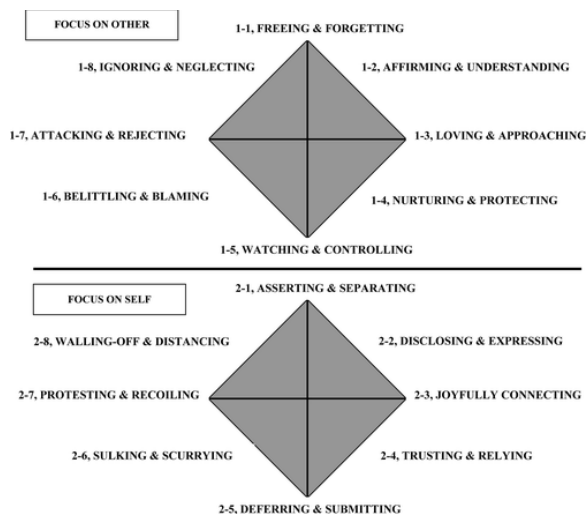 FOCUS ON OTHER
1-1, FREEING & FORGETTING
1-8, IGNORING & NEGLECTING
1-2, AFFIRMING & UNDERSTANDING
1-7, ATTACKING & REJECTING
1-3, LOVING & APPROACHING
1-6, BELITTLING & BLAMING
1-4, NURTURING & PROTECTING
1-5, WATCHING & CONTROLLING
FOCUS ON SELF
2-1, ASSERTING & SEPARATING
2-8, WALLING-OFF & DISTANCING
2-2, DISCLOSING & EXPRESSING
2-7, PROTESTING & RECOILING
2-3, JOYFULLY CONNECTING
2-6, SULKING & SCURRYING
2-4, TRUSTING & RELYING
2-5, DEFERRING & SUBMITTING